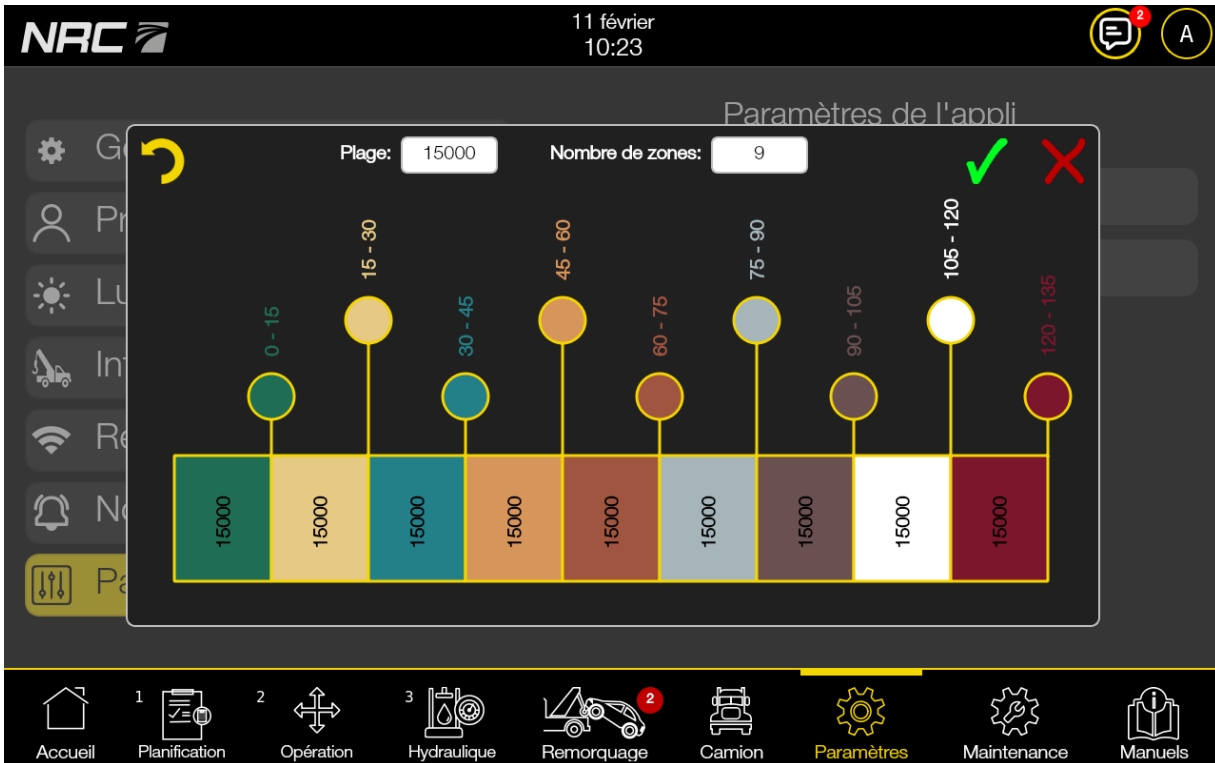 NRC
11 février
10:23
2
A
Paramètres de l'appli
Plage: 15000
Nombre de zones: 9
0 - 15
15 - 30
30 - 45
45 - 60
60 - 75
75 - 90
90 - 105
105 - 120
120 - 135
15000
15000
15000
15000
15000
15000
15000
15000
15000
Accueil
1
Planification
2
Opération
3
Hydraulique
2
Remorquage
Camion
Paramètres
Maintenance
Manuels